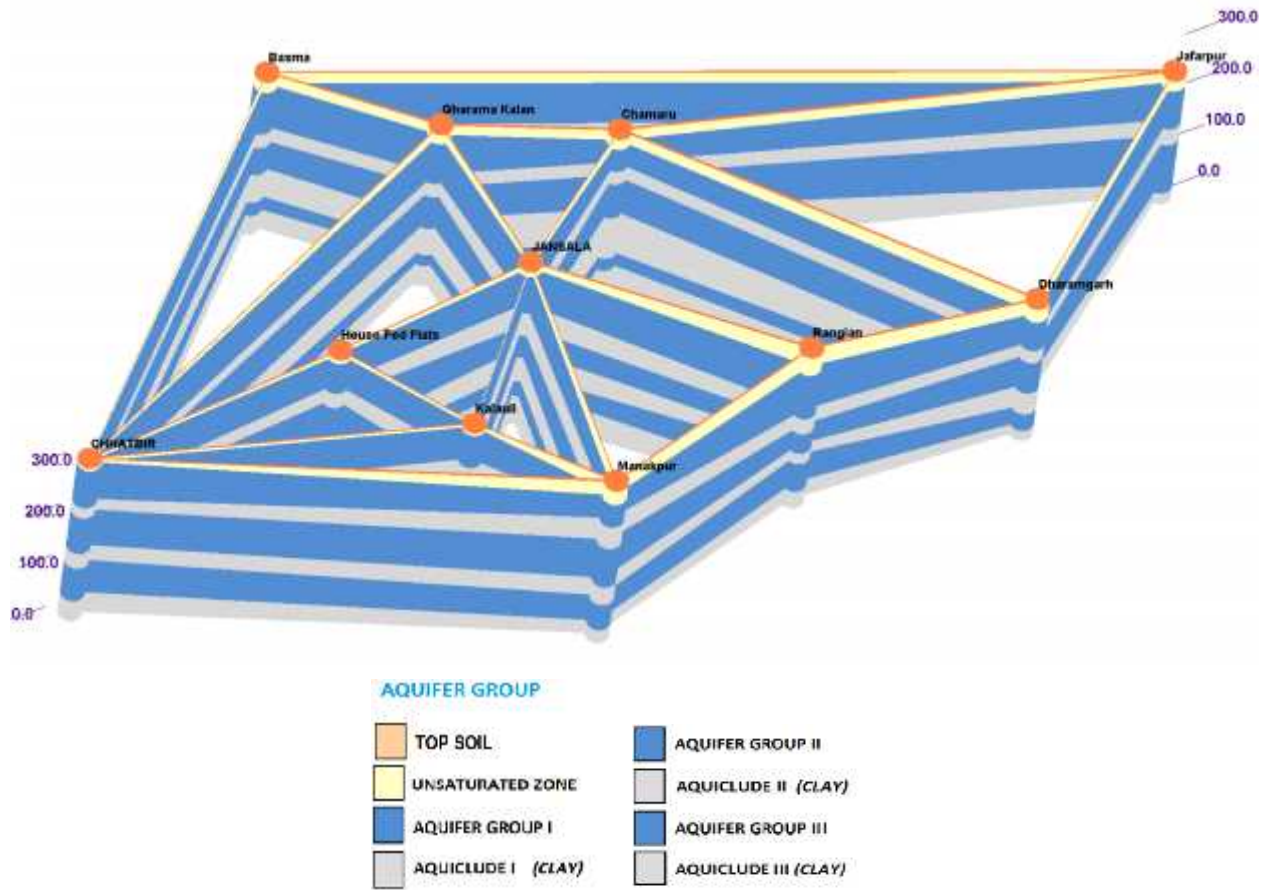 300.0
Basma
Jafarpur
200.0
Gharama Kalan
Chamaru
100.0
0.0
JANSALA
Dharamgarh
House Fed Flats
Rangian
Kalauli
CHHATBIR
300.0
Manakpur
200.0
100.0
0.0
AQUIFER GROUP
TOP SOIL
AQUIFER GROUP II
UNSATURATED ZONE
AQUICLUDE II (CLAY)
AQUIFER GROUP I
AQUIFER GROUP III
AQUICLUDE I (CLAY)
AQUICLUDE III (CLAY)